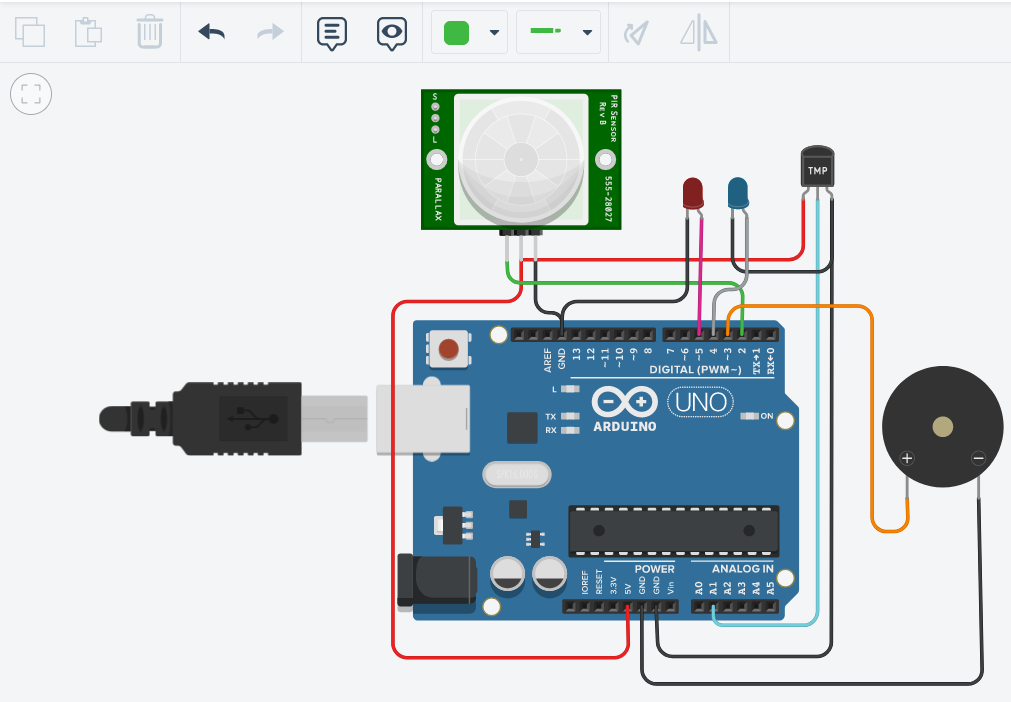 S
L
PIR SENSOR
REV B
PARALLAX
555-28027
TMP
AREF
GND
13
12
~11
~10
~9
8
7
~6
~5
4
~3
2
TX→1
RX←0
DIGITAL (PWM~)
L
TX
RX
UNO
ARDUINO
ON
+
−
POWER
ANALOG IN
IOREF
RESET
3.3V
5V
GND
GND
Vin
A0
A1
A2
A3
A4
A5